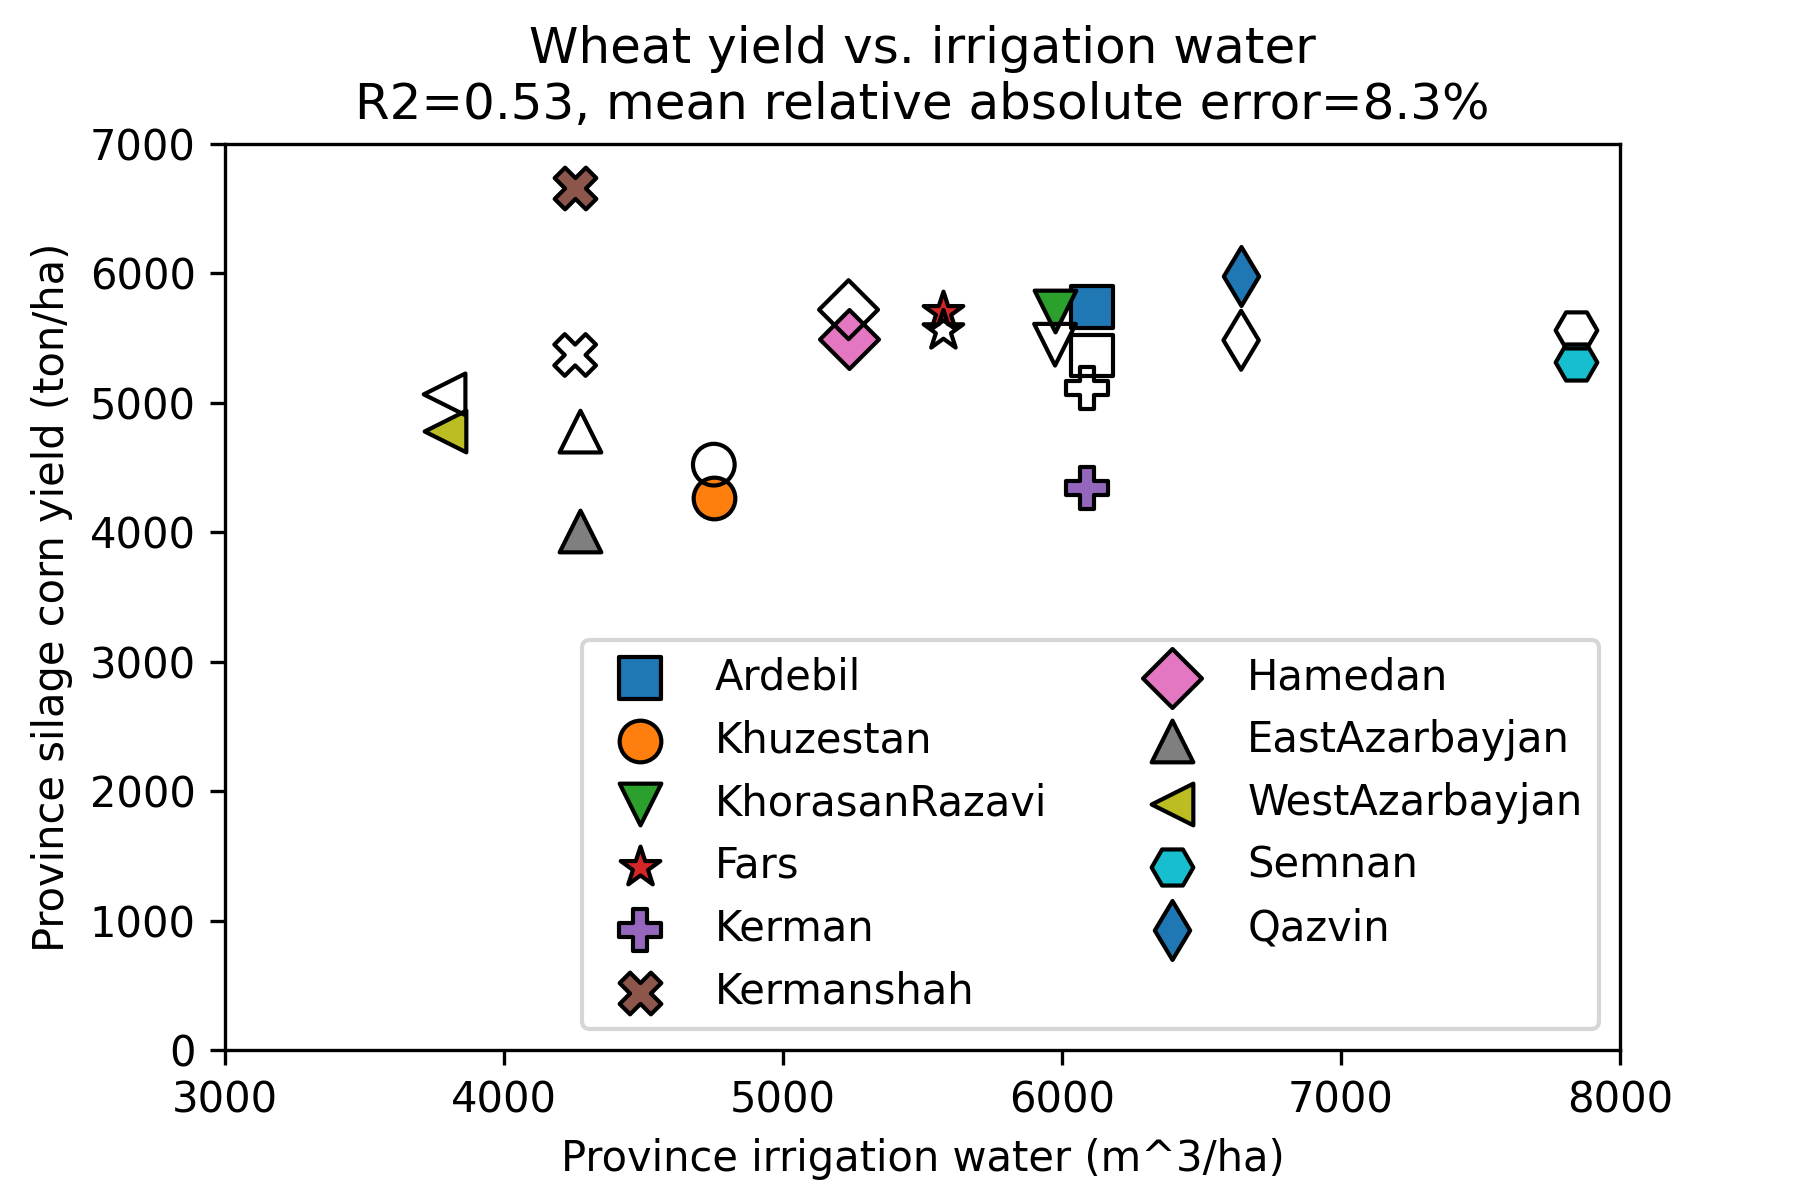 Wheat yield vs. irrigation water
R2=0.53, mean relative absolute error=8.3%
Province silage corn yield (ton/ha)
7000
6000
5000
4000
3000
2000
1000
0
3000 4000 5000 6000 7000 8000
Province irrigation water (m^3/ha)
Ardebil
Khuzestan
KhorasanRazavi
Fars
Kerman
Kermanshah
Hamedan
EastAzarbayjan
WestAzarbayjan
Semnan
Qazvin